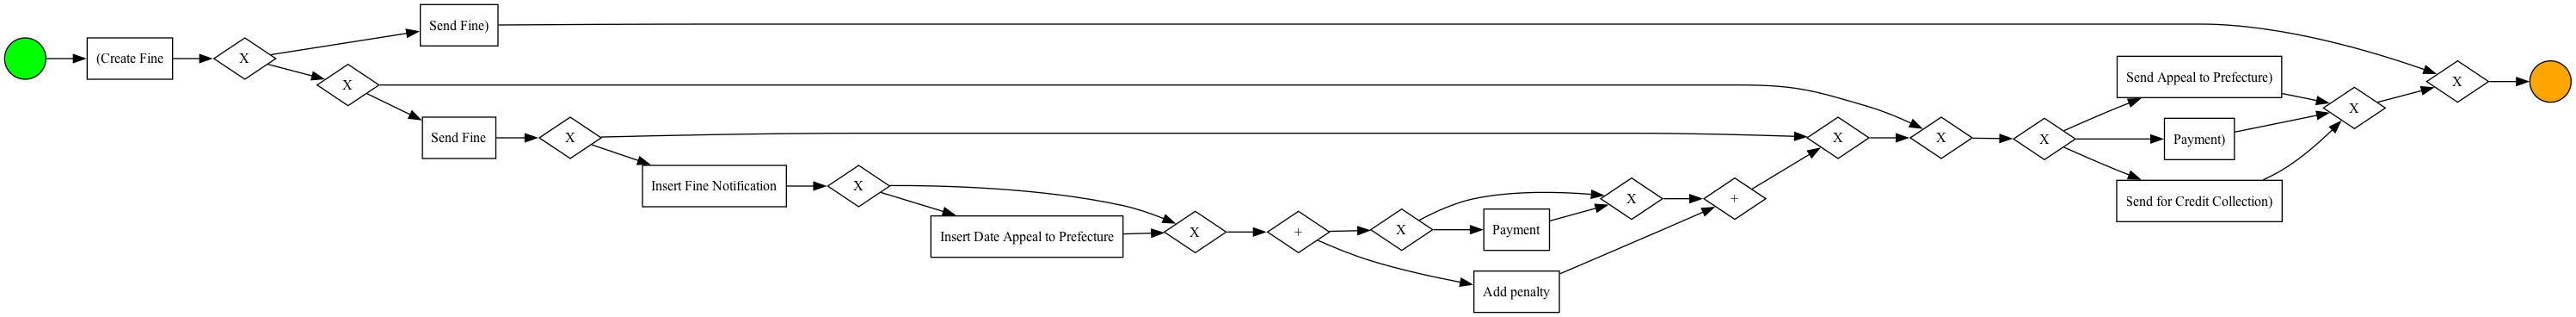 (Create Fine
X
Send Fine)
X
Send Fine
X
Insert Fine Notification
X
Insert Date Appeal to Prefecture
X
+
X
Payment
Add penalty
X
+
X
X
X
Send Appeal to Prefecture)
Payment)
Send for Credit Collection)
X
X